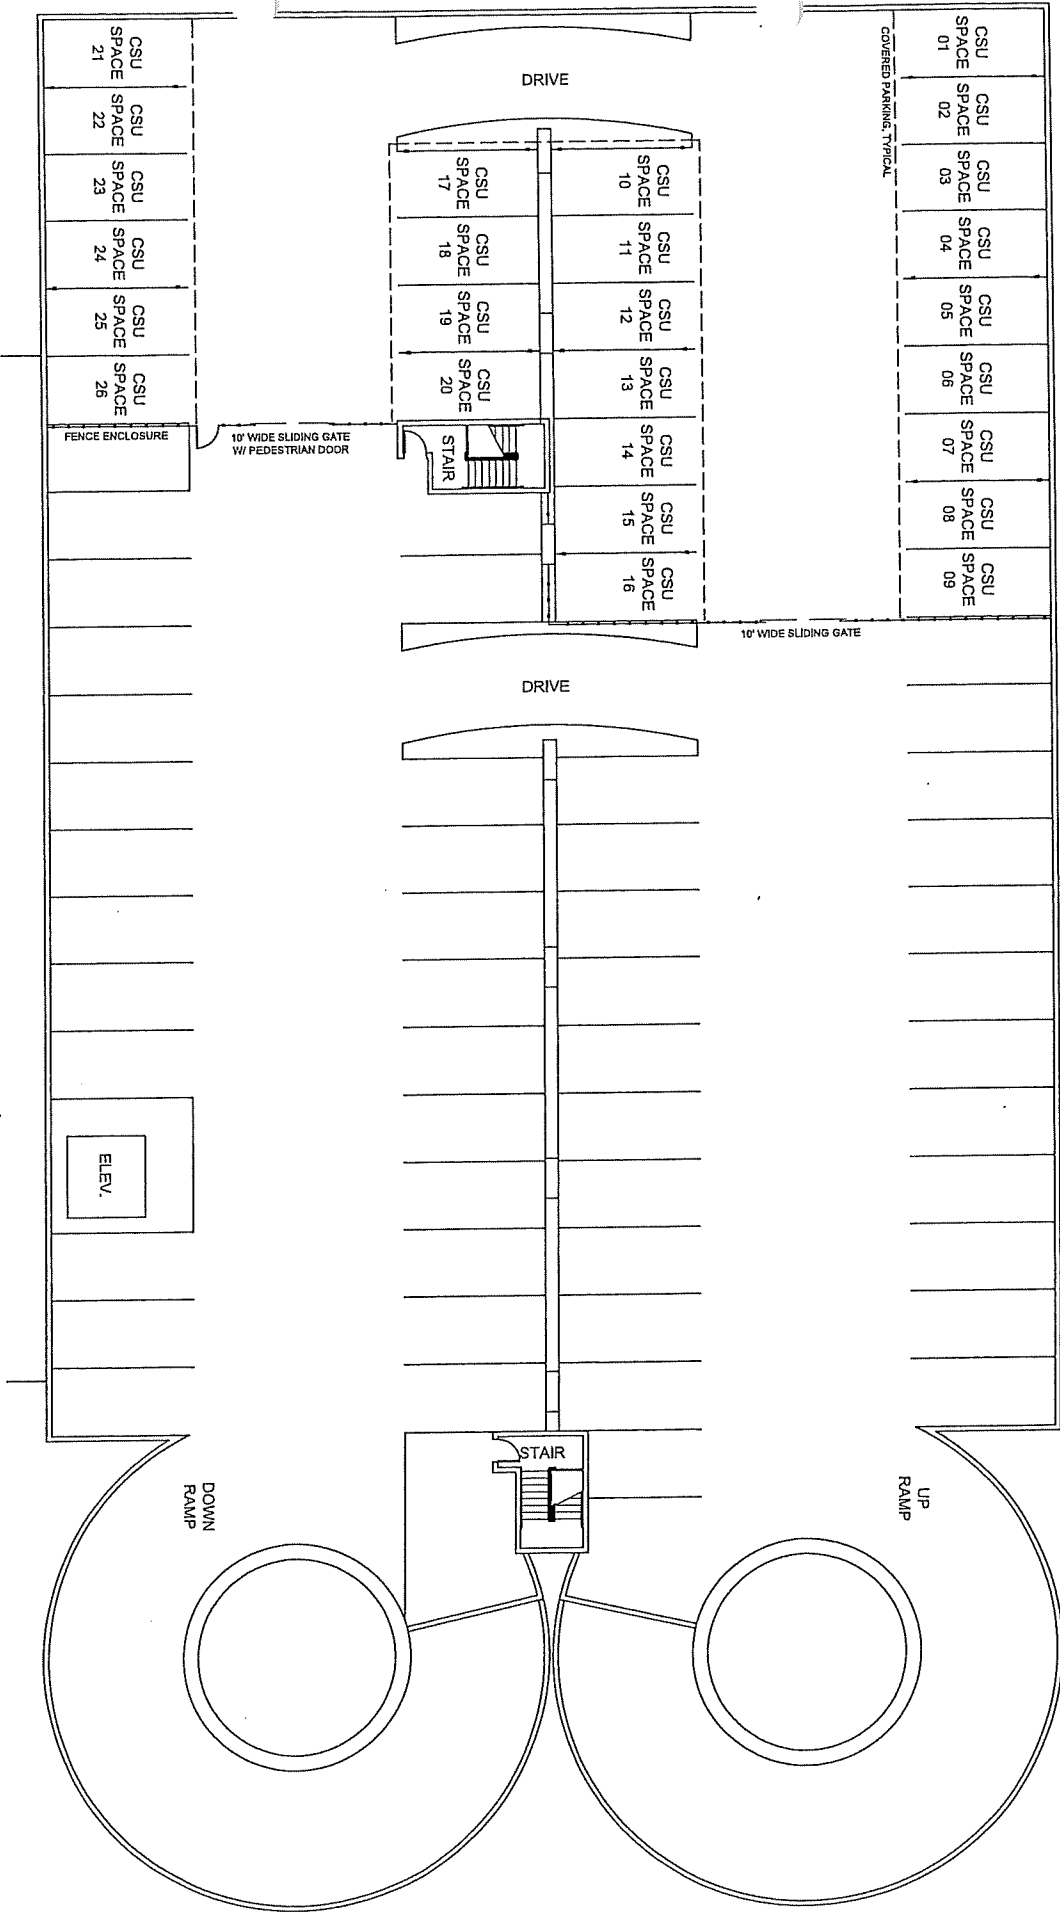 CSU
SPACE
21
CSU
SPACE
22
CSU
SPACE
23
CSU
SPACE
24
CSU
SPACE
25
CSU
SPACE
26
FENCE ENCLOSURE
10' WIDE SLIDING GATE
W/ PEDESTRIAN DOOR
DRIVE
CSU
SPACE
17
CSU
SPACE
18
CSU
SPACE
19
CSU
SPACE
20
STAIR
CSU
SPACE
10
CSU
SPACE
11
CSU
SPACE
12
CSU
SPACE
13
CSU
SPACE
14
CSU
SPACE
15
CSU
SPACE
16
COVERED PARKING, TYPICAL
CSU
SPACE
01
CSU
SPACE
02
CSU
SPACE
03
CSU
SPACE
04
CSU
SPACE
05
CSU
SPACE
06
CSU
SPACE
07
CSU
SPACE
08
CSU
SPACE
09
10' WIDE SLIDING GATE
DRIVE
ELEV.
STAIR
DOWN
RAMP
UP
RAMP